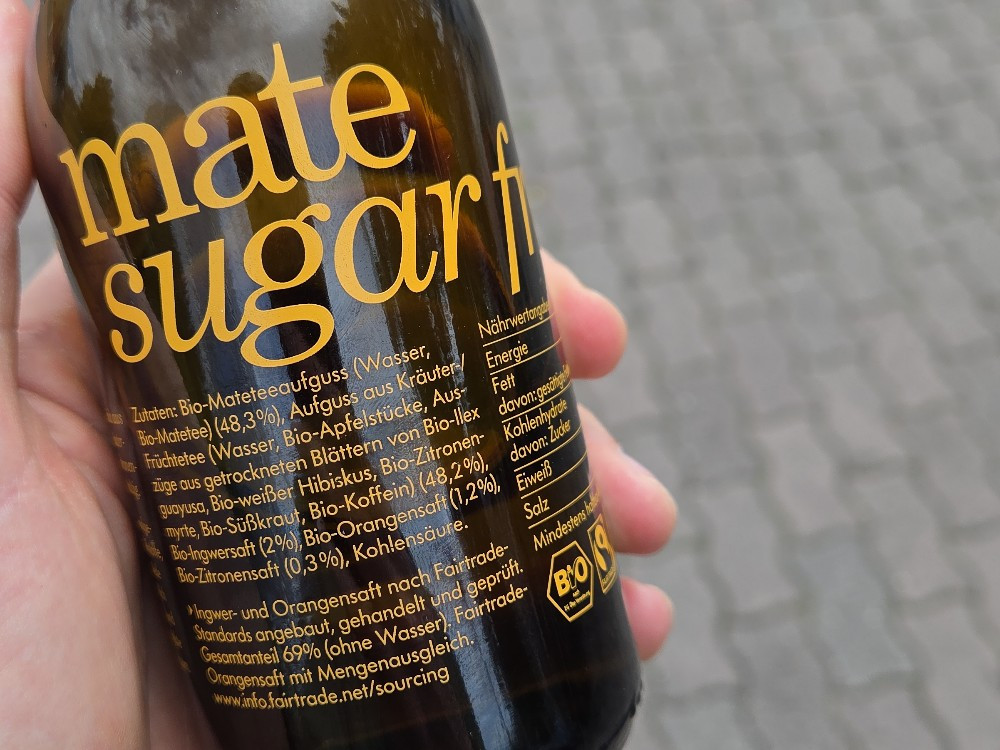 mate
sugar
Zutaten: Bio-Mateteeaufguss (Wasser,
Bio-Matetee) (48,3%), Aufguss aus Kräuter-/
Früchtetee (Wasser, Bio-Apfelstücke, Aus-
züge aus getrockneten Blättern von Bio-Ilex
guayusa, Bio-weißer Hibiskus, Bio-Zitronen-
myrte, Bio-Süßkraut, Bio-Koffein) (48,2%),
Bio-Ingwersaft (2%), Bio-Orangensaft (1,2%),
Bio-Zitronensaft (0,3%), Kohlensäure.
Ingwer- und Orangensaft nach Fairtrade-
Standards angebaut, gehandelt und geprüft.
Gesamtanteil 69% (ohne Wasser). Fairtrade-
Orangensaft mit Mengenausgleich.
www.info.fairtrade.net/sourcing
Energie
Fett
davon:
Kohlenhydrate
davon: Zucker
Eiweiß
Salz
Mindestens
BIO